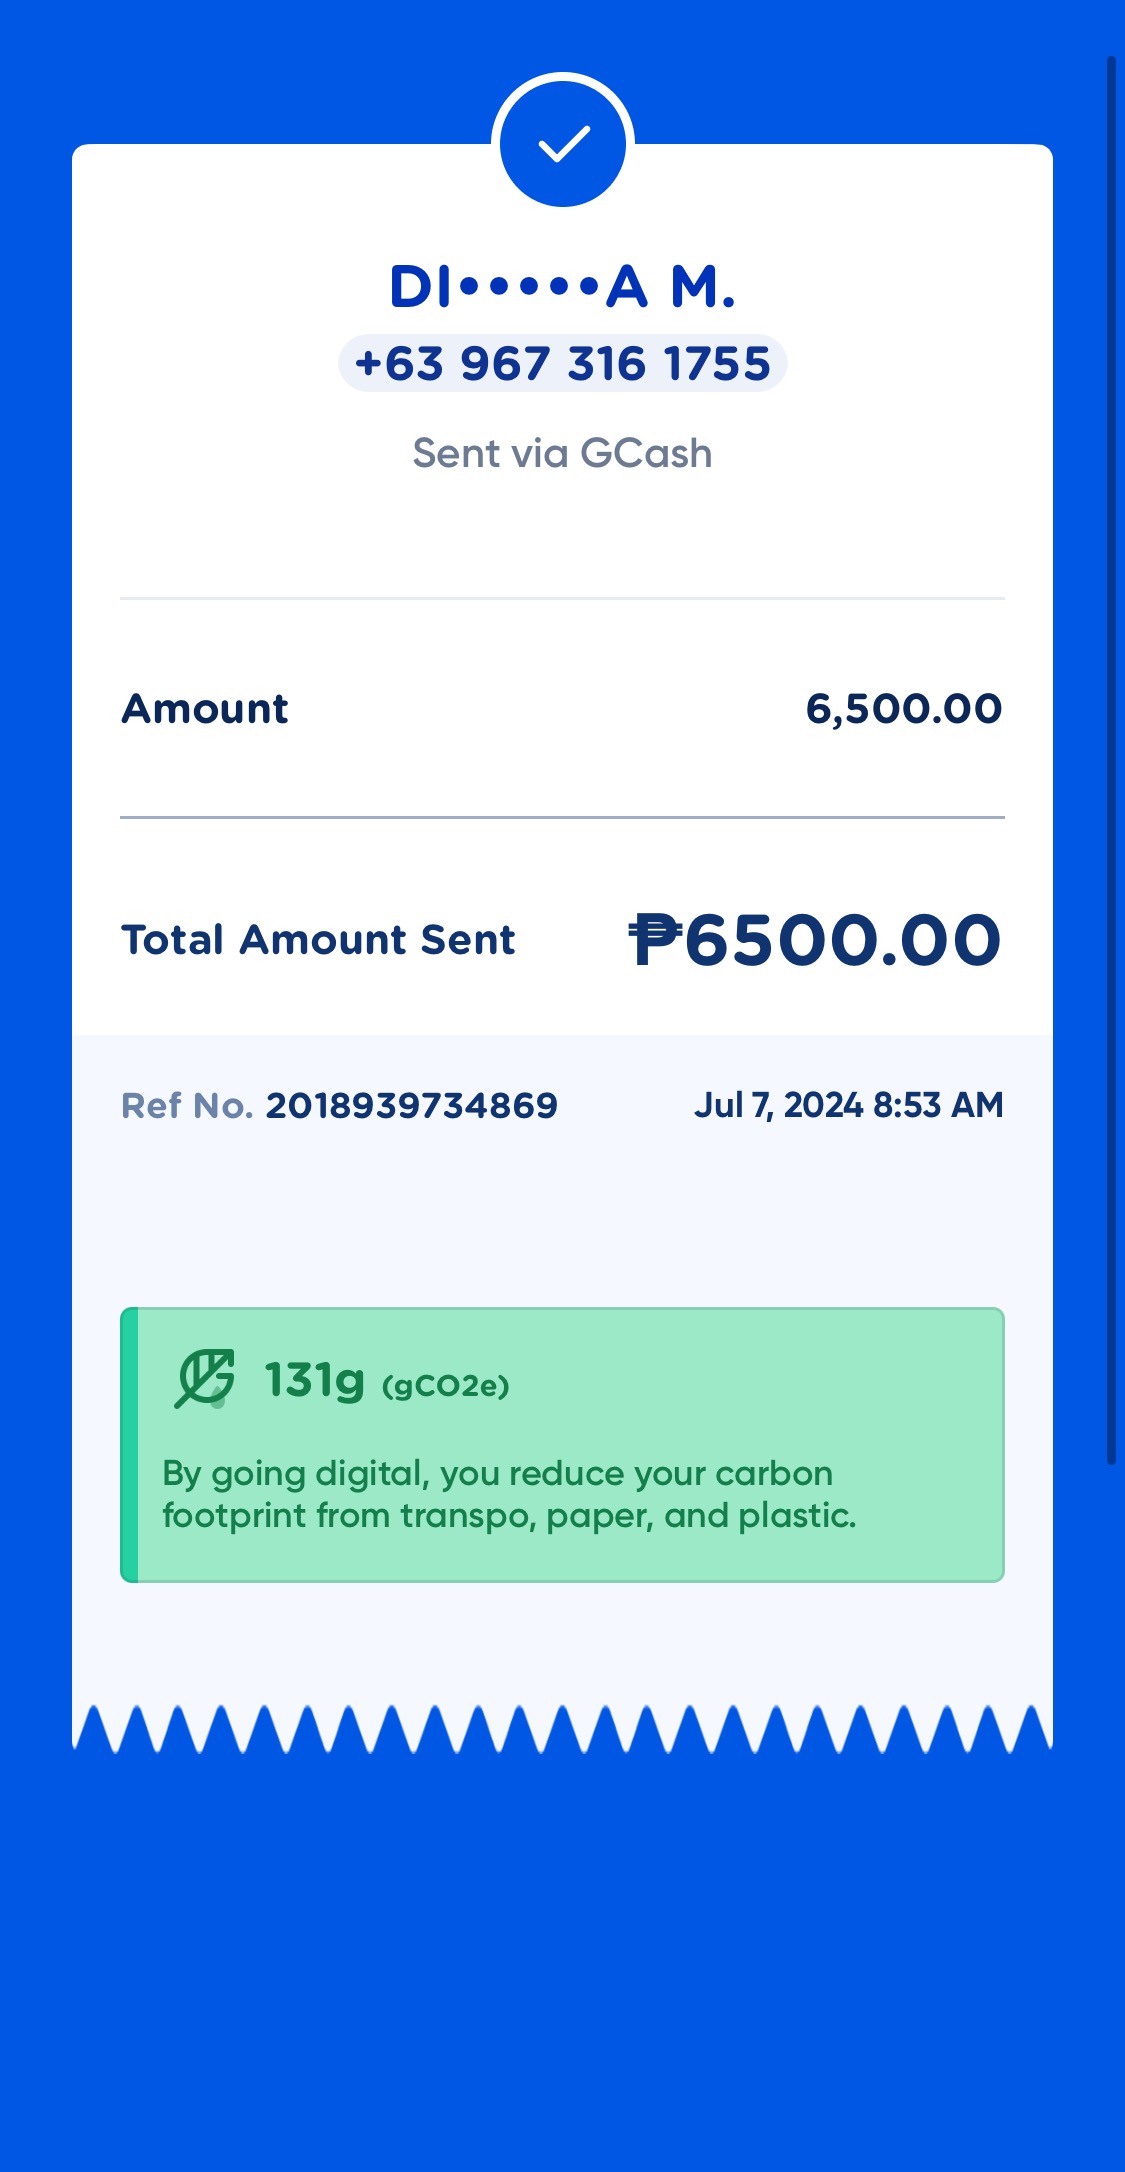 DI•••••A M.
+63 967 316 1755
Sent via GCash
Amount 6,500.00
Total Amount Sent ₱6500.00
Ref No. 2018939734869 Jul 7, 2024 8:53 AM
131g (gCO2e)
By going digital, you reduce your carbon
footprint from transpo, paper, and plastic.